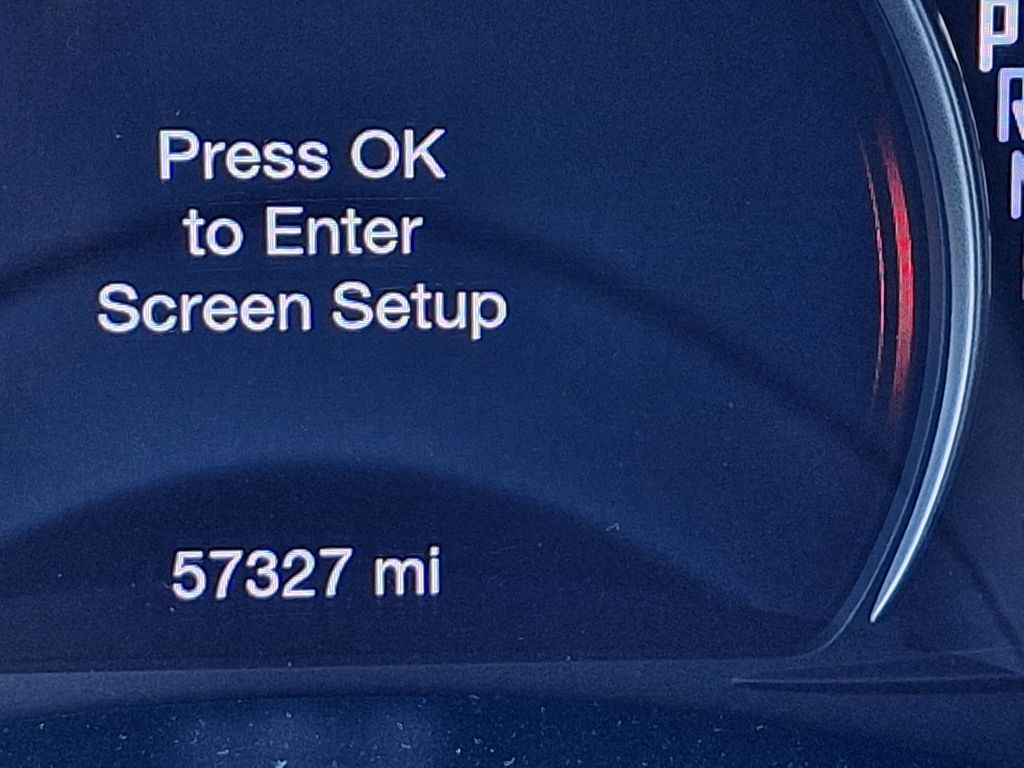 Press OK
to Enter
Screen Setup
57327 mi
P
R
N